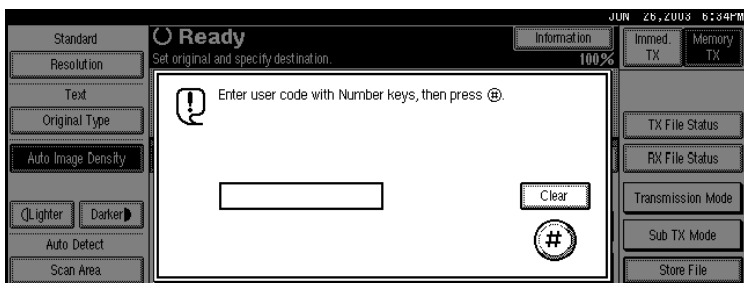 JUN 26,2003 6:34PM
Standard
Resolution
Text
Original Type
Auto Image Density
Lighter
Darker
Auto Detect
Scan Area
Ready
Set original and specify destination.
Information
100%
Enter user code with Number keys, then press #.
Clear
#
Immed. TX
Memory TX
TX File Status
RX File Status
Transmission Mode
Sub TX Mode
Store File